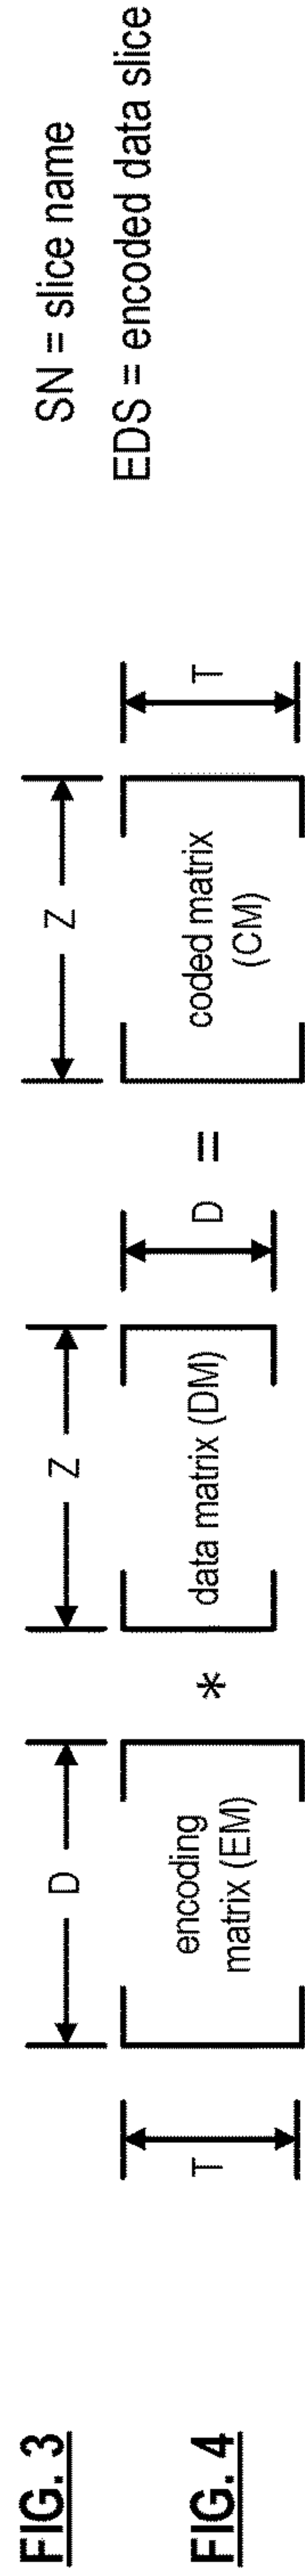 FIG. 3
SN = slice name
EDS = encoded data slice
FIG. 4
D
Z
Z
T
encoding
matrix (EM)
*
data matrix (DM)
D
=
coded matrix
(CM)
T